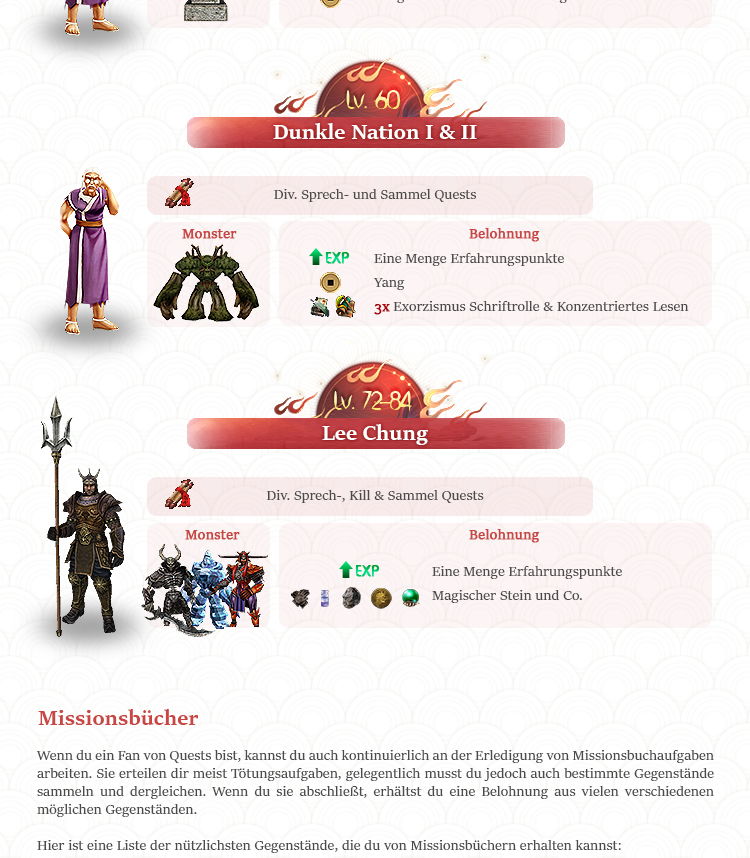 Lv. 60
Dunkle Nation I & II
Div. Sprech- und Sammel Quests
Monster
Belohnung
EXP
Eine Menge Erfahrungspunkte
Yang
3x Exorzismus Schriftrolle & Konzentriertes Lesen
Lv. 72-84
Lee Chung
Div. Sprech-, Kill & Sammel Quests
Monster
Belohnung
EXP
Eine Menge Erfahrungspunkte
Magischer Stein und Co.
Missionsbücher
Wenn du ein Fan von Quests bist, kannst du auch kontinuierlich an der Erledigung von Missionsbuchaufgaben
arbeiten. Sie erteilen dir meist Tötungsaufgaben, gelegentlich musst du jedoch auch bestimmte Gegenstände
sammeln und dergleichen. Wenn du sie abschließt, erhältst du eine Belohnung aus vielen verschiedenen
möglichen Gegenständen.
Hier ist eine Liste der nützlichsten Gegenstände, die du von Missionsbüchern erhalten kannst: